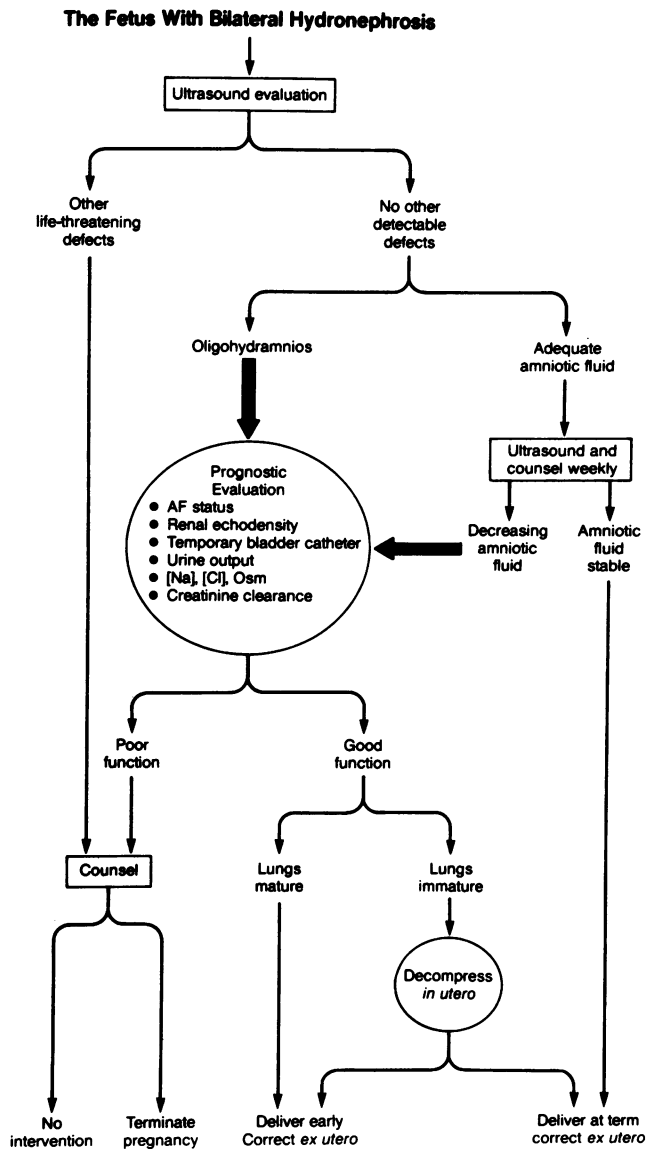 The Fetus With Bilateral Hydronephrosis
Ultrasound evaluation
Other
life-threatening
defects
No other
detectable
defects
Oligohydramnios
Adequate
amniotic fluid
Ultrasound and
counsel weekly
Prognostic
Evaluation
● AF status
● Renal echodensity
● Temporary bladder catheter
● Urine output
● [Na], [Cl], Osm
● Creatinine clearance
Decreasing
amniotic
fluid
Amniotic
fluid
stable
Poor
function
Good
function
Counsel
Lungs
mature
Lungs
immature
Decompress
in utero
No
intervention
Terminate
pregnancy
Deliver early
Correct ex utero
Deliver at term
correct ex utero